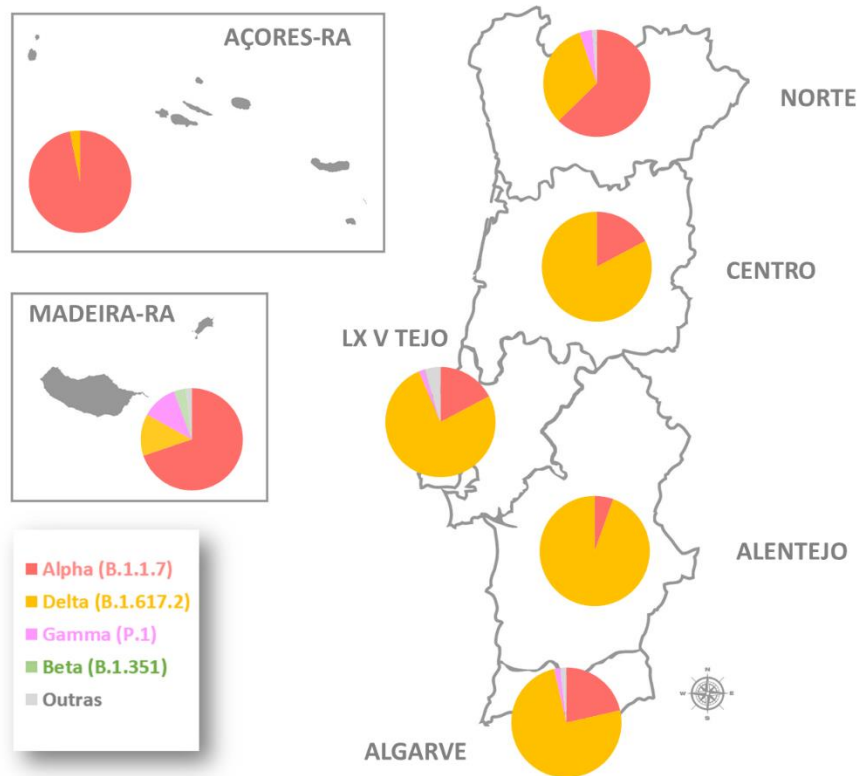 AÇORES-RA
NORTE
CENTRO
MADEIRA-RA
LX V TEJO
ALENTEJO
Alpha (B.1.1.7)
Delta (B.1.617.2)
Gamma (P.1)
Beta (B.1.351)
Outras
N
W
E
S
ALGARVE